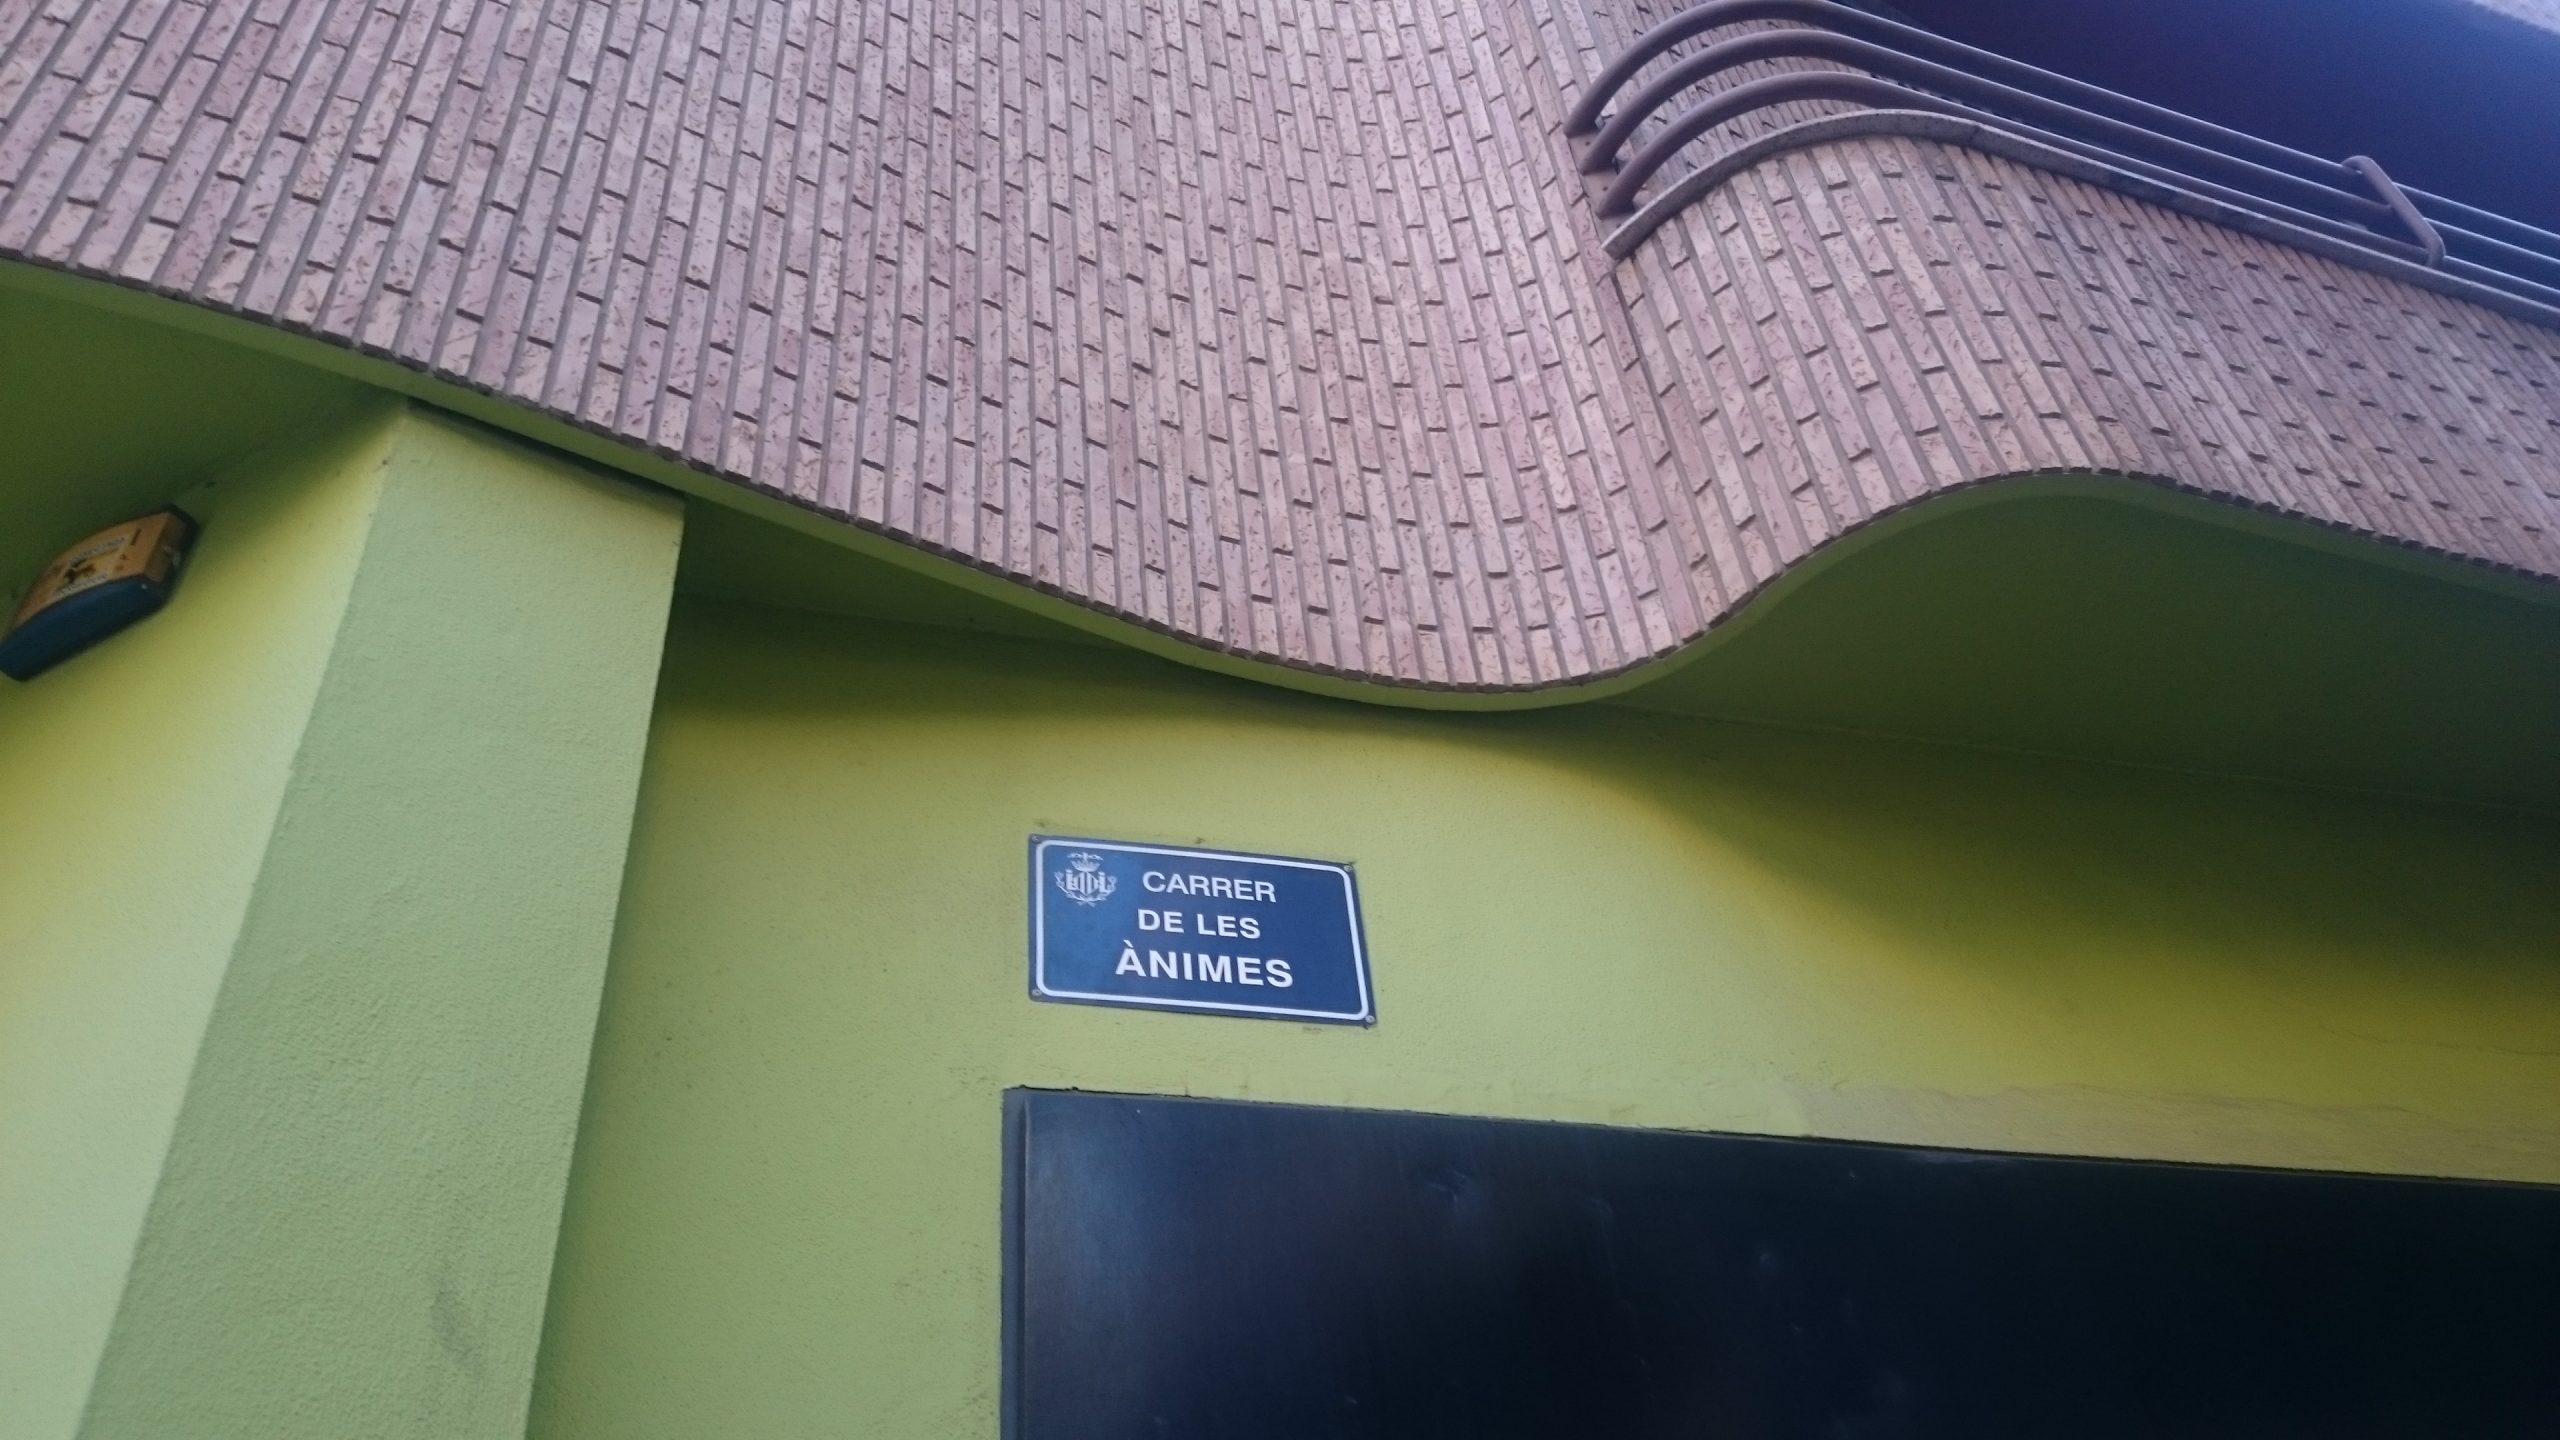 CARRER
DE LES
ÀNIMES